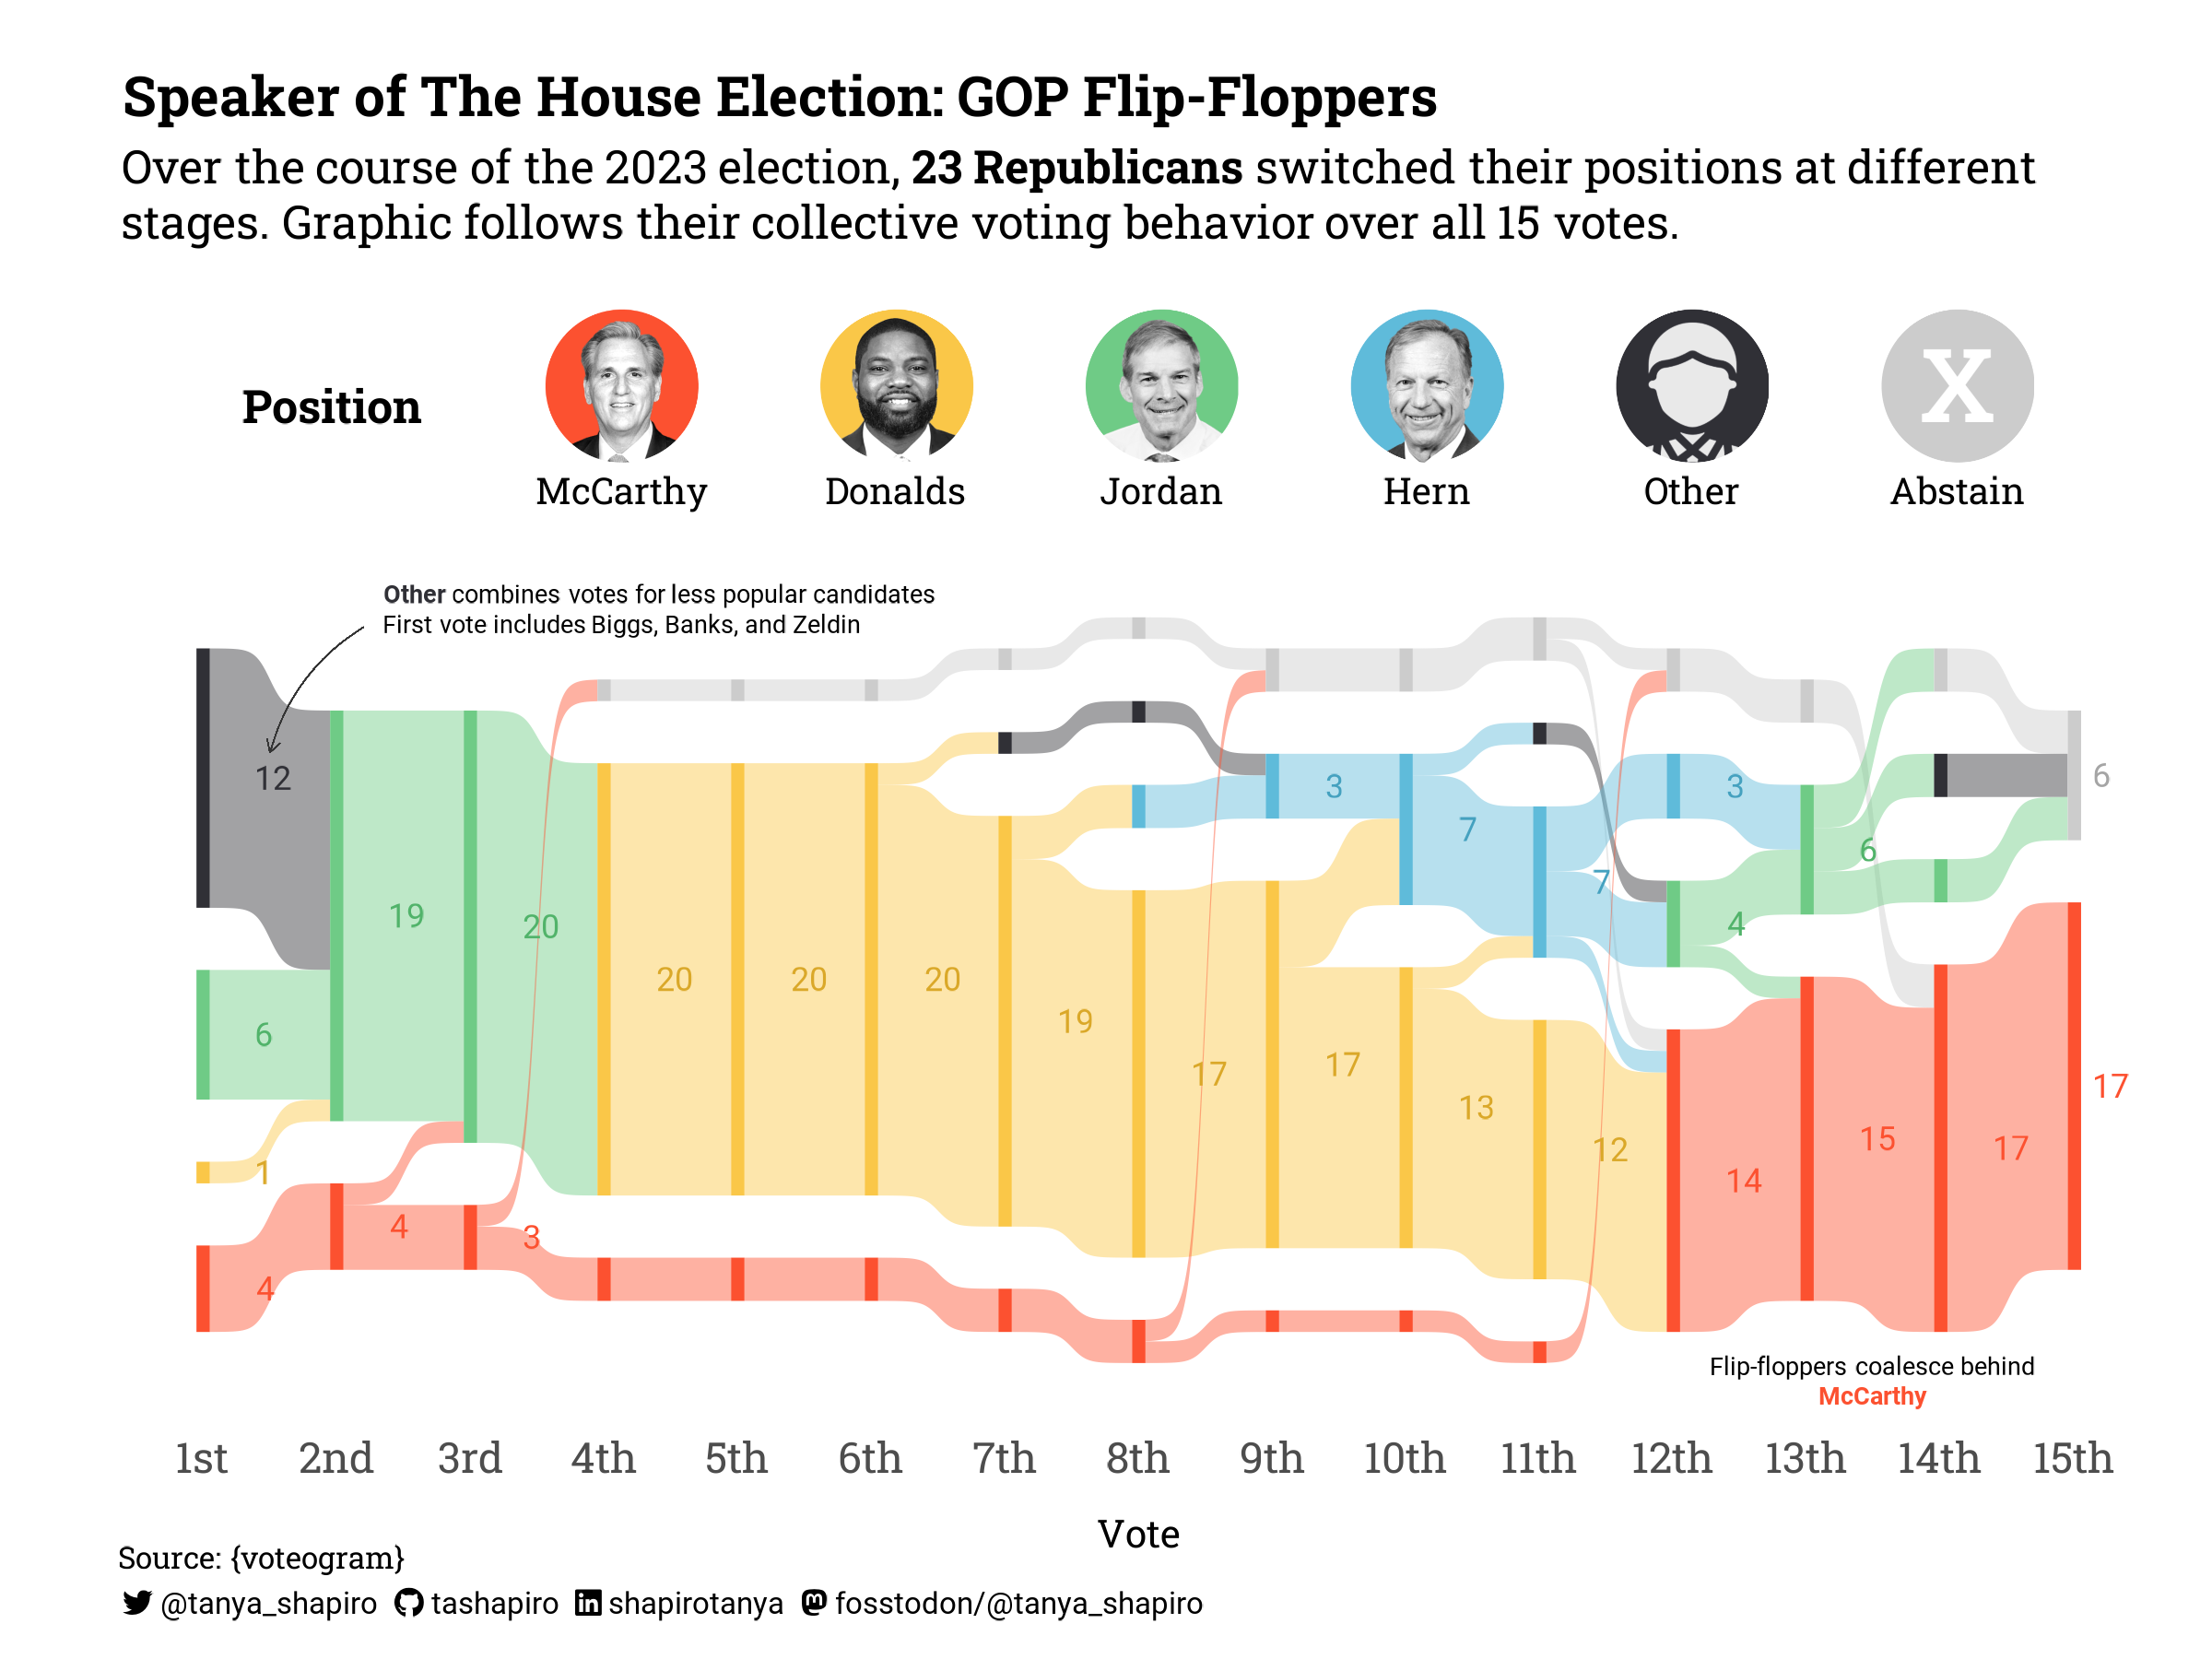 Speaker of The House Election: GOP Flip-Floppers
Over the course of the 2023 election, 23 Republicans switched their positions at different
stages. Graphic follows their collective voting behavior over all 15 votes.
Position
X
McCarthy Donalds Jordan Hern Other Abstain
Other combines votes for less popular candidates
First vote includes Biggs, Banks, and Zeldin
12
6
1
4
19
4
20
3
20
20
20
19
17
3
17
7
13
7
12
3
4
14
6
15
17
6
17
Flip-floppers coalesce behind
McCarthy
1st 2nd 3rd 4th 5th 6th 7th 8th 9th 10th 11th 12th 13th 14th 15th
Vote
Source: {voteogram}
@tanya_shapiro tashapiro in shapirotanya m fosstodon/@tanya_shapiro